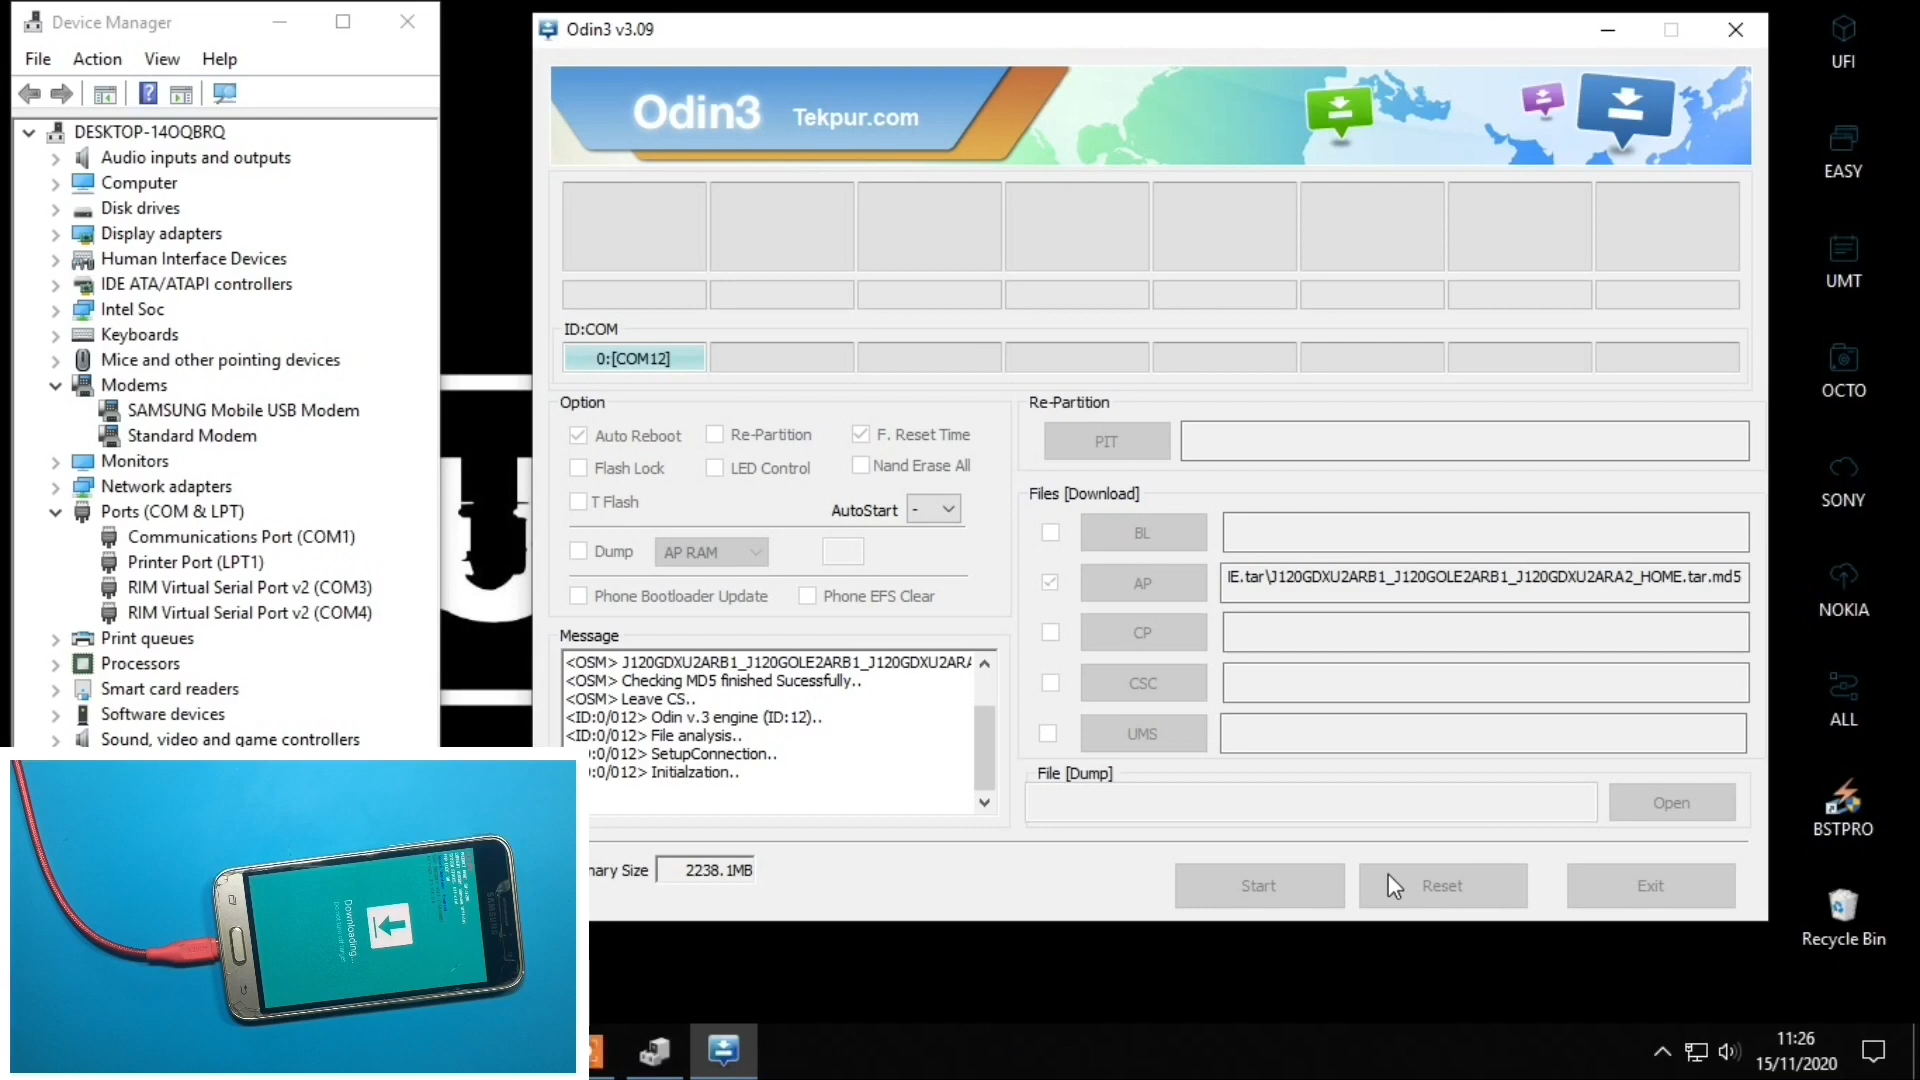 Device Manager
File Action View Help
DESKTOP-14OQBRQ
Audio inputs and outputs
Computer
Disk drives
Display adapters
Human Interface Devices
IDE ATA/ATAPI controllers
Intel Soc
Keyboards
Mice and other pointing devices
Modems
SAMSUNG Mobile USB Modem
Standard Modem
Monitors
Network adapters
Ports (COM & LPT)
Communications Port (COM1)
Printer Port (LPT1)
RIM Virtual Serial Port v2 (COM3)
RIM Virtual Serial Port v2 (COM4)
Print queues
Processors
Smart card readers
Software devices
Sound, video and game controllers
Odin3 v3.09
Odin3 Tekpur.com
ID:COM
0:[COM12]
Option
Auto Reboot Re-Partition F. Reset Time
Flash Lock LED Control Nand Erase All
T Flash AutoStart -
Dump AP RAM
Phone Bootloader Update Phone EFS Clear
Message
<OSM> J120GDXU2ARB1_J120GOLE2ARB1_J120GDXU2ARA
<OSM> Checking MD5 finished Sucessfully..
<OSM> Leave CS..
<ID:0/012> Odin v.3 engine (ID:12)..
<ID:0/012> File analysis..
:0/012> SetupConnection..
:0/012> Initialzation..
nary Size 2238.1MB
Re-Partition
PIT
Files [Download]
BL
AP IE.tar\J120GDXU2ARB1_J120GOLE2ARB1_J120GDXU2ARA2_HOME.tar.md5
CP
CSC
UMS
File [Dump]
Open
Start Reset Exit
UFI
EASY
UMT
OCTO
SONY
NOKIA
ALL
BSTPRO
Recycle Bin
Downloading...
SAMSUNG
11:26
15/11/2020